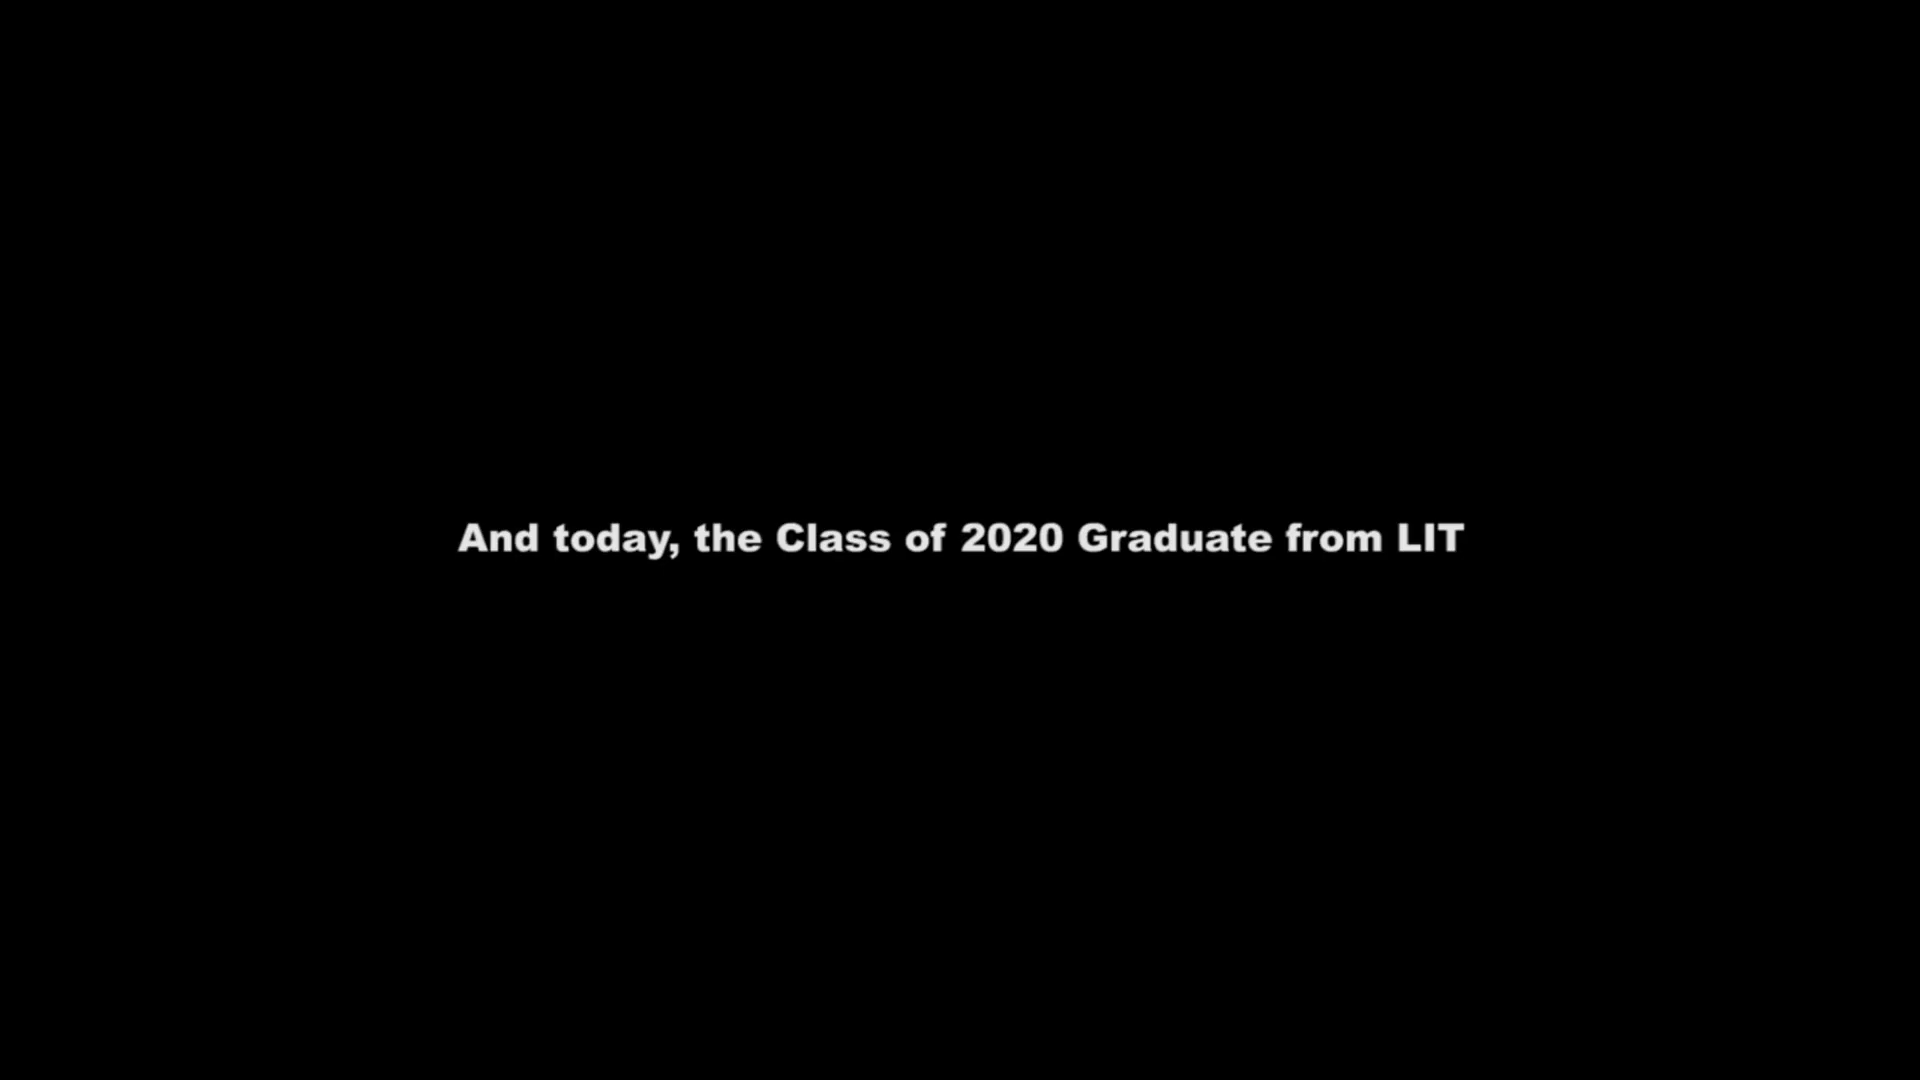 And today, the Class of 2020 Graduate from LIT